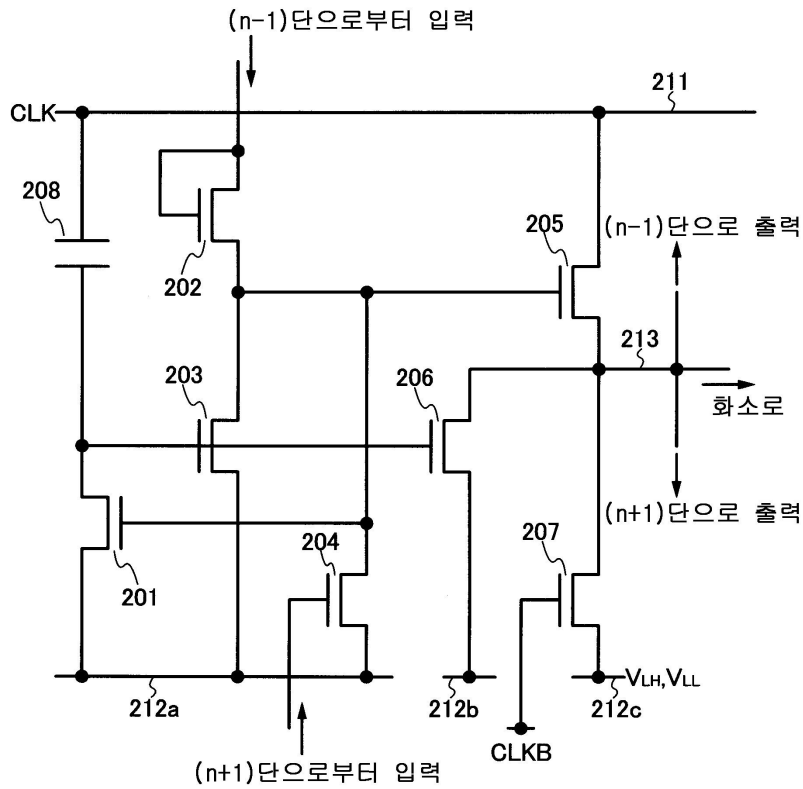 (n-1)단으로부터 입력
CLK
211
208
202
205
(n-1)단으로 출력
213
203
206
화소로
(n+1)단으로 출력
201
204
207
212a
212b
212c
VLH,VLL
(n+1)단으로부터 입력
CLKB